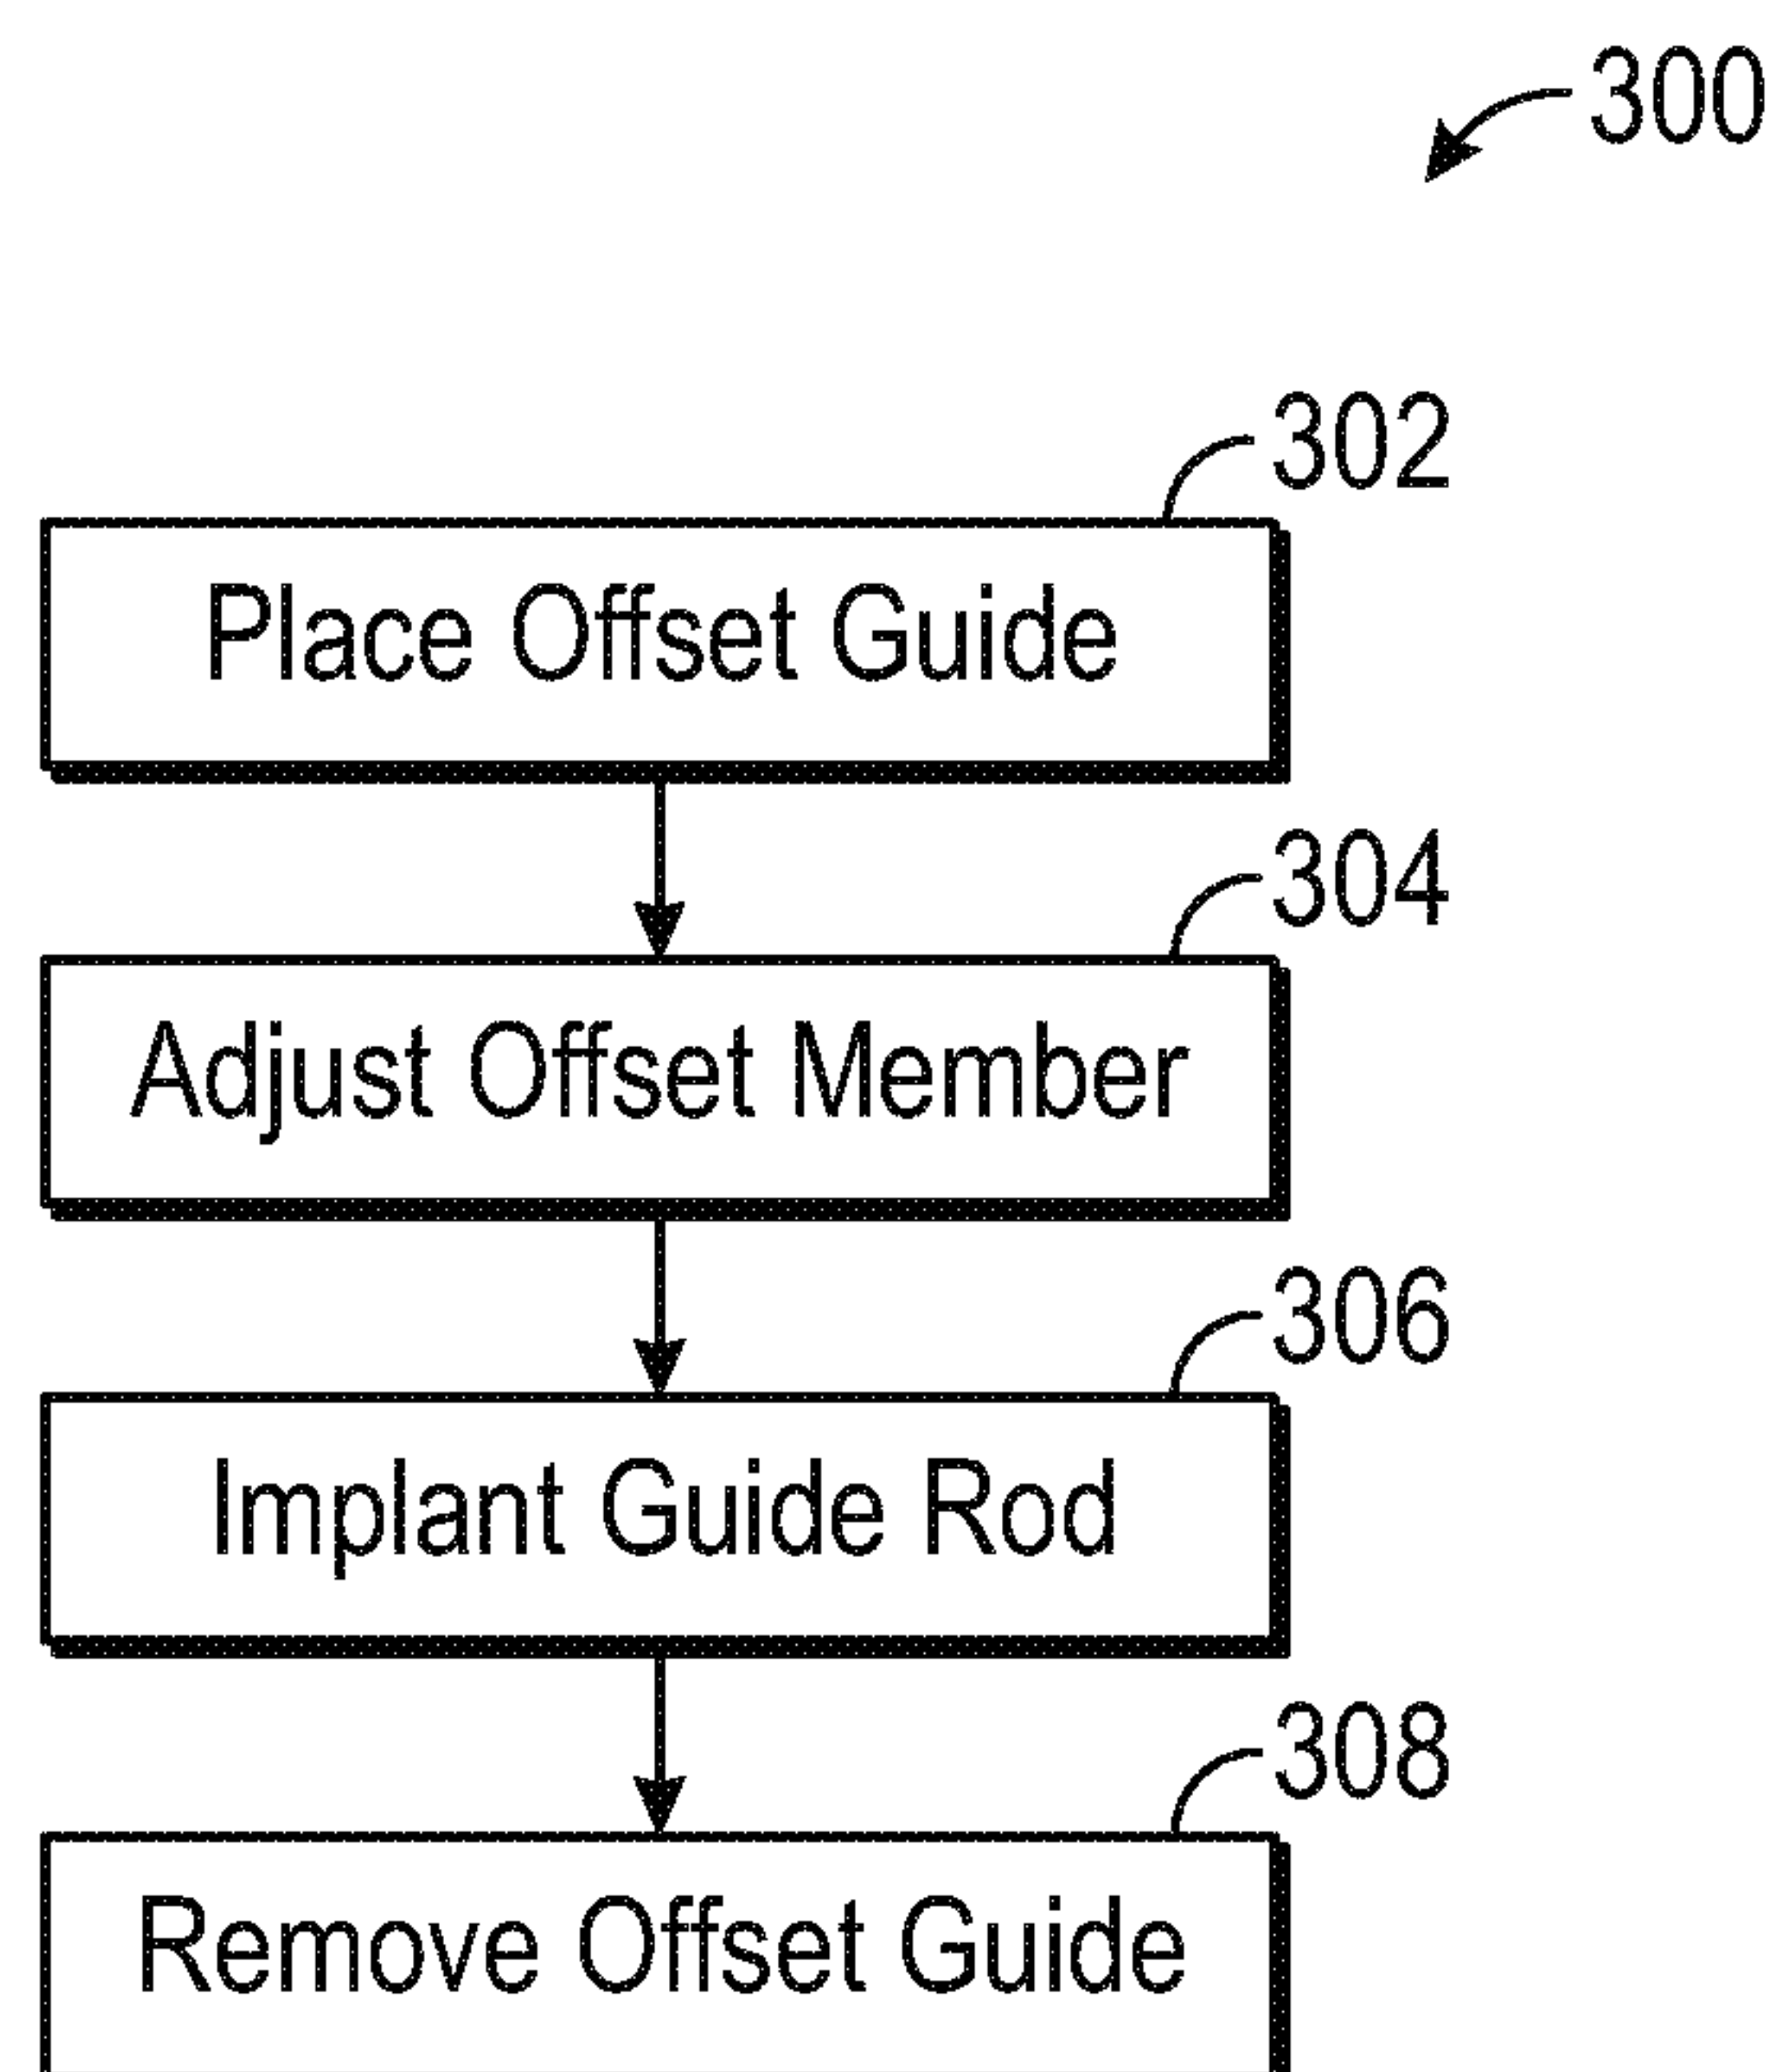 300
302
Place Offset Guide
304
Adjust Offset Member
306
Implant Guide Rod
308
Remove Offset Guide